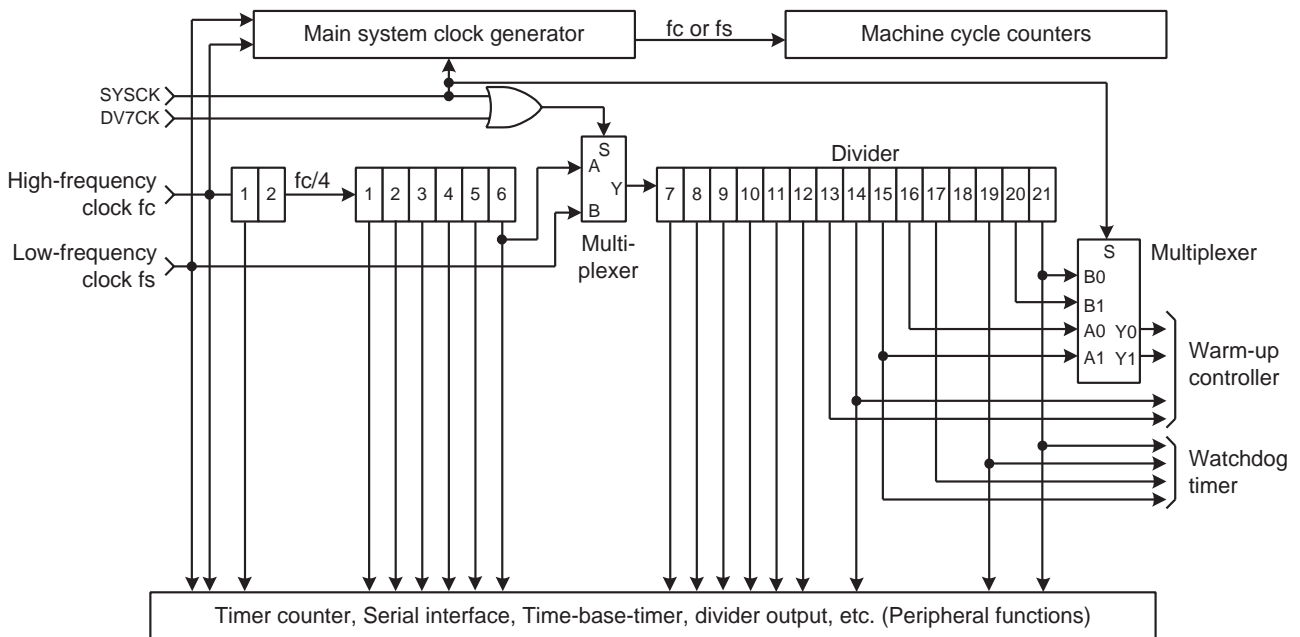 Main system clock generator
fc or fs
Machine cycle counters
SYSCK
DV7CK
High-frequency
clock fc
Low-frequency
clock fs
1 2
fc/4
1 2 3 4 5 6
S
A
Y
B
Multi-
plexer
Divider
7 8 9 10 11 12 13 14 15 16 17 18 19 20 21
S
Multiplexer
B0
B1
A0 Y0
A1 Y1
Warm-up
controller
Watchdog
timer
Timer counter, Serial interface, Time-base-timer, divider output, etc. (Peripheral functions)